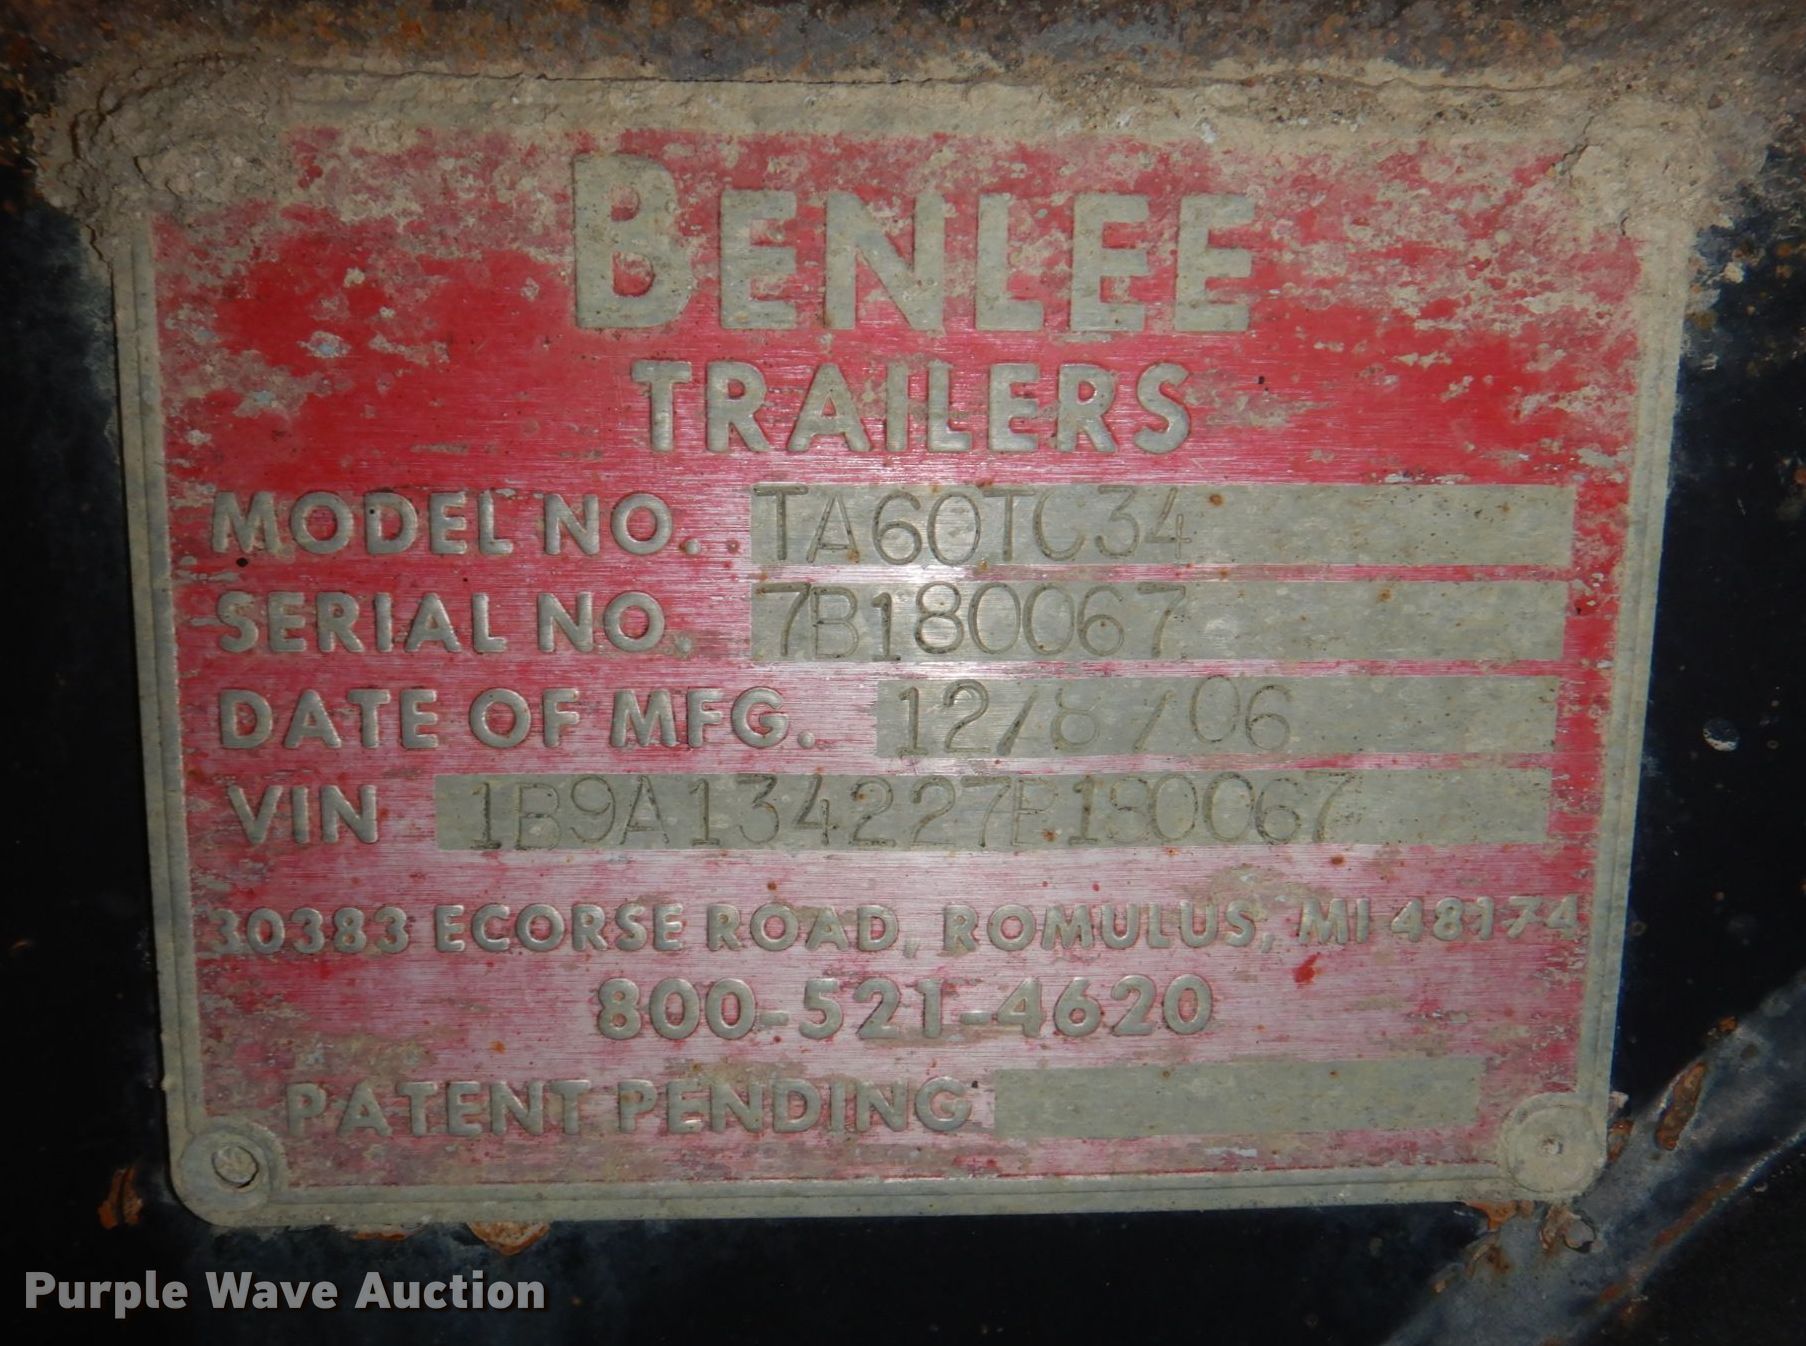 BENLEE
TRAILERS
MODEL NO. TA60TC34
SERIAL NO. 7B180067
DATE OF MFG. 12/8/06
VIN 1B9A134227B180067
30383 ECORSE ROAD, ROMULUS, MI 48174
800-521-4620
PATENT PENDING
Purple Wave Auction